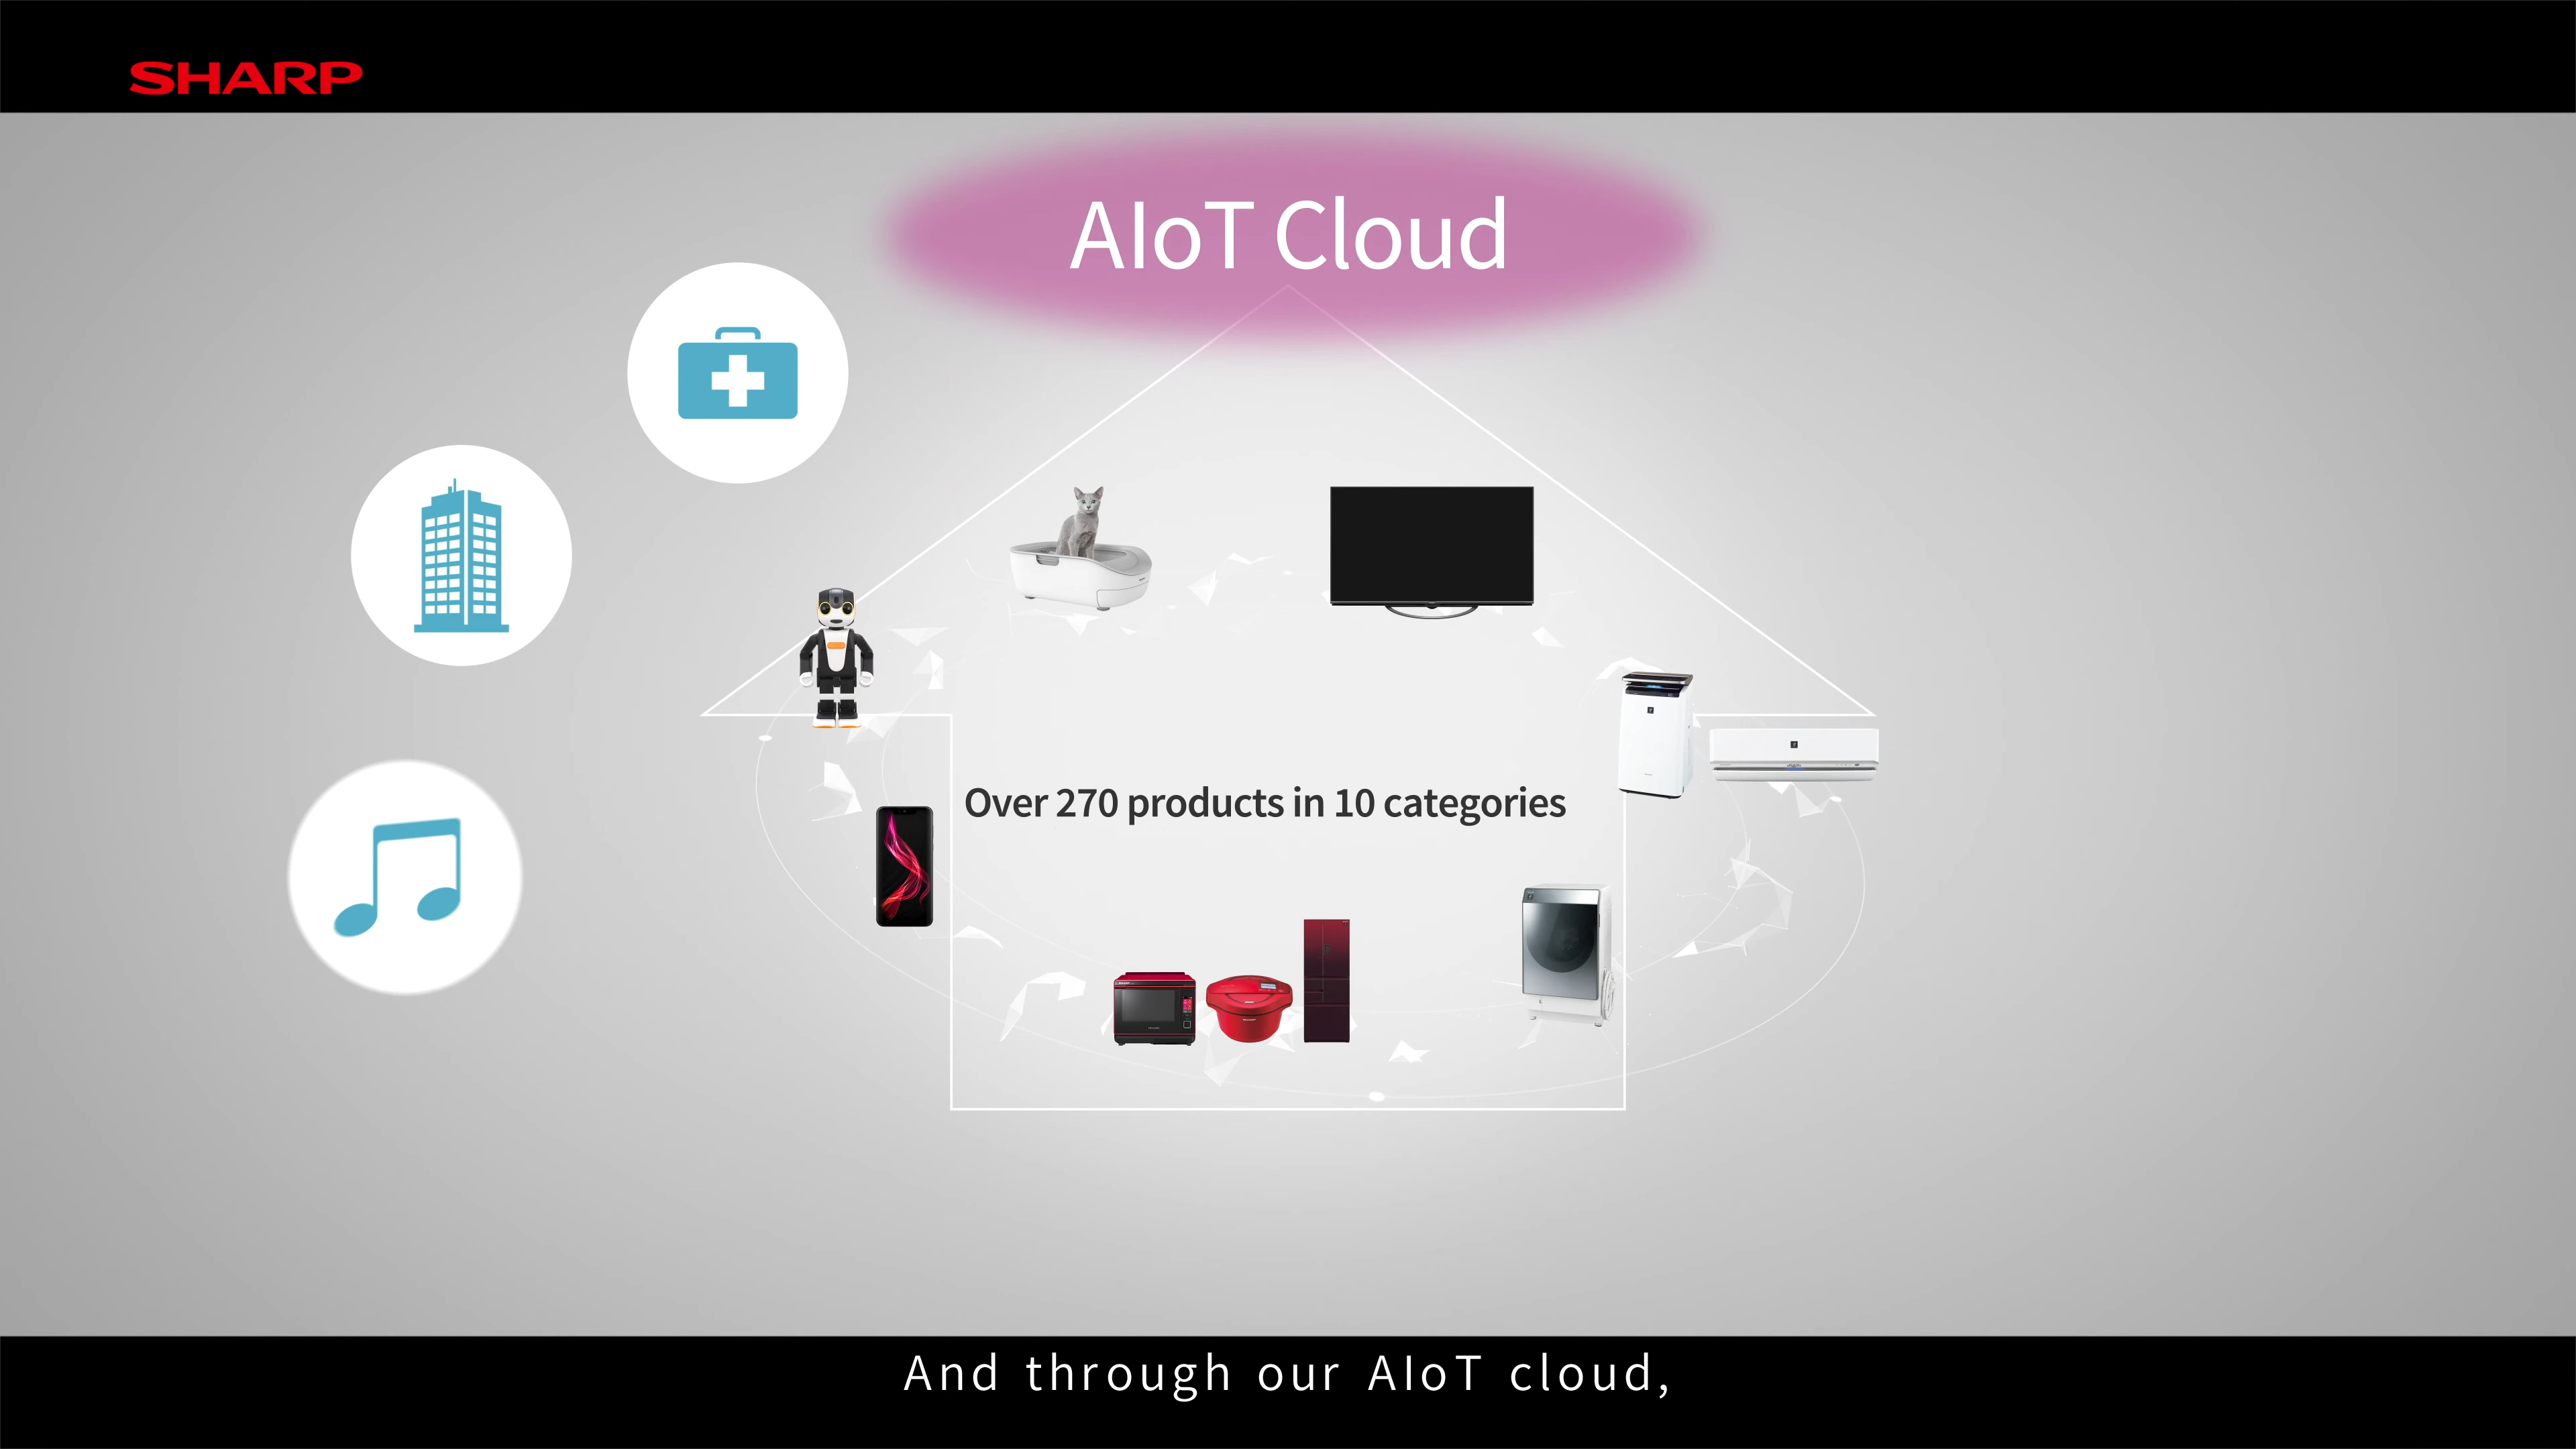 SHARP
AIoT Cloud
Over 270 products in 10 categories
And through our AIoT cloud,